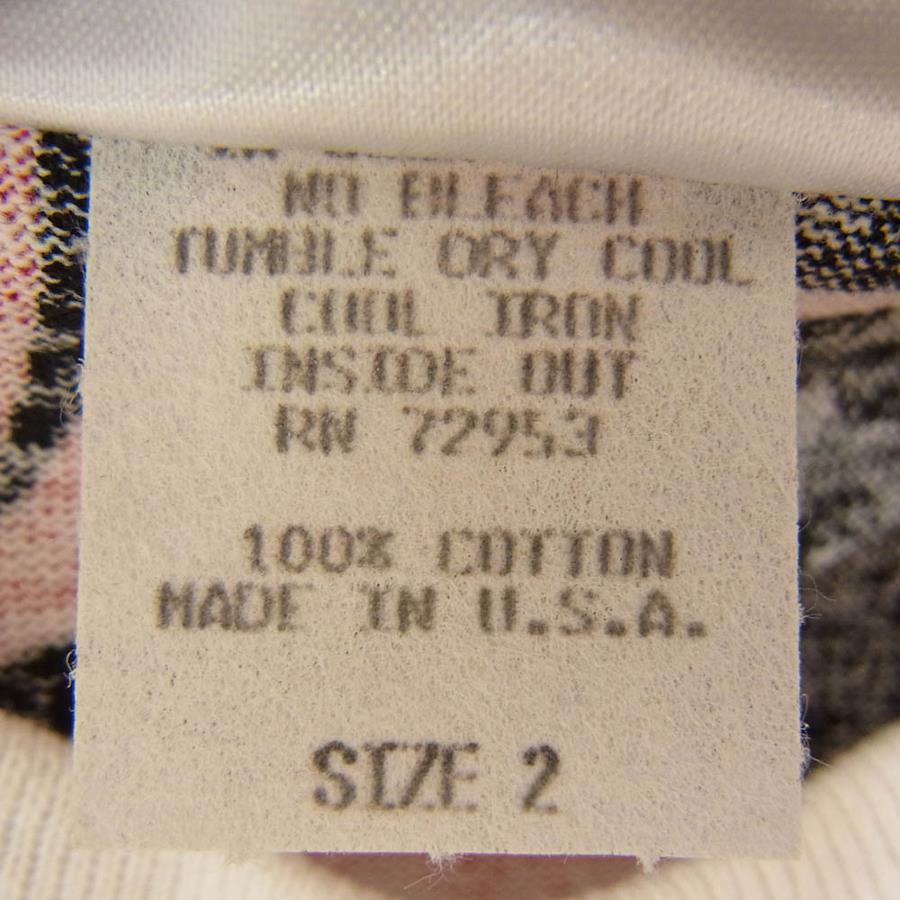 NO BLEACH
TUMBLE DRY COOL
COOL IRON
INSIDE OUT
RN 72953
100% COTTON
MADE IN U.S.A.
SIZE 2